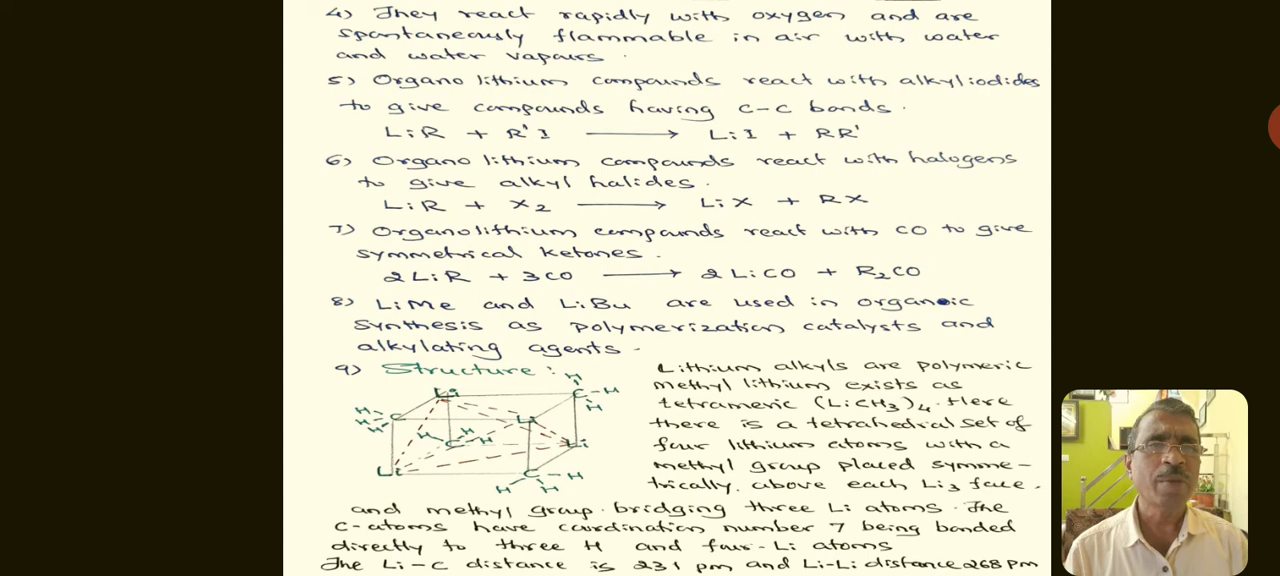 4) They react rapidly with oxygen and are
spontaneously flammable in air with water
and water vapours.
5) Organo lithium compounds react with alkyliodides
to give compounds having C-C bonds.
LiR + R'I ⟶ LiI + RR'
6) Organo lithium compounds react with halogens
to give alkyl halides.
LiR + X₂ ⟶ LiX + RX
7) Organolithium compounds react with CO to give
symmetrical ketones.
2LiR + 3CO ⟶ 2LiCO + R₂CO
8) LiMe and LiBu are used in organic
synthesis as polymerization catalysts and
alkylating agents.
9) Structure:
Li H C-H H
H H C H Li
H C H H Li
Li C-H H H
Lithium alkyls are polymeric
methyl lithium exists as
tetrameric (LiCH₃)₄. Here
there is a tetrahedral set of
four lithium atoms with a
methyl group placed symme-
trically. above each Li₃ face.
and methyl group bridging three Li atoms. The
C-atoms have coordination number 7 being bonded
directly to three H and four-Li atoms
The Li-C distance is 231 pm and Li-Li distance 268 pm